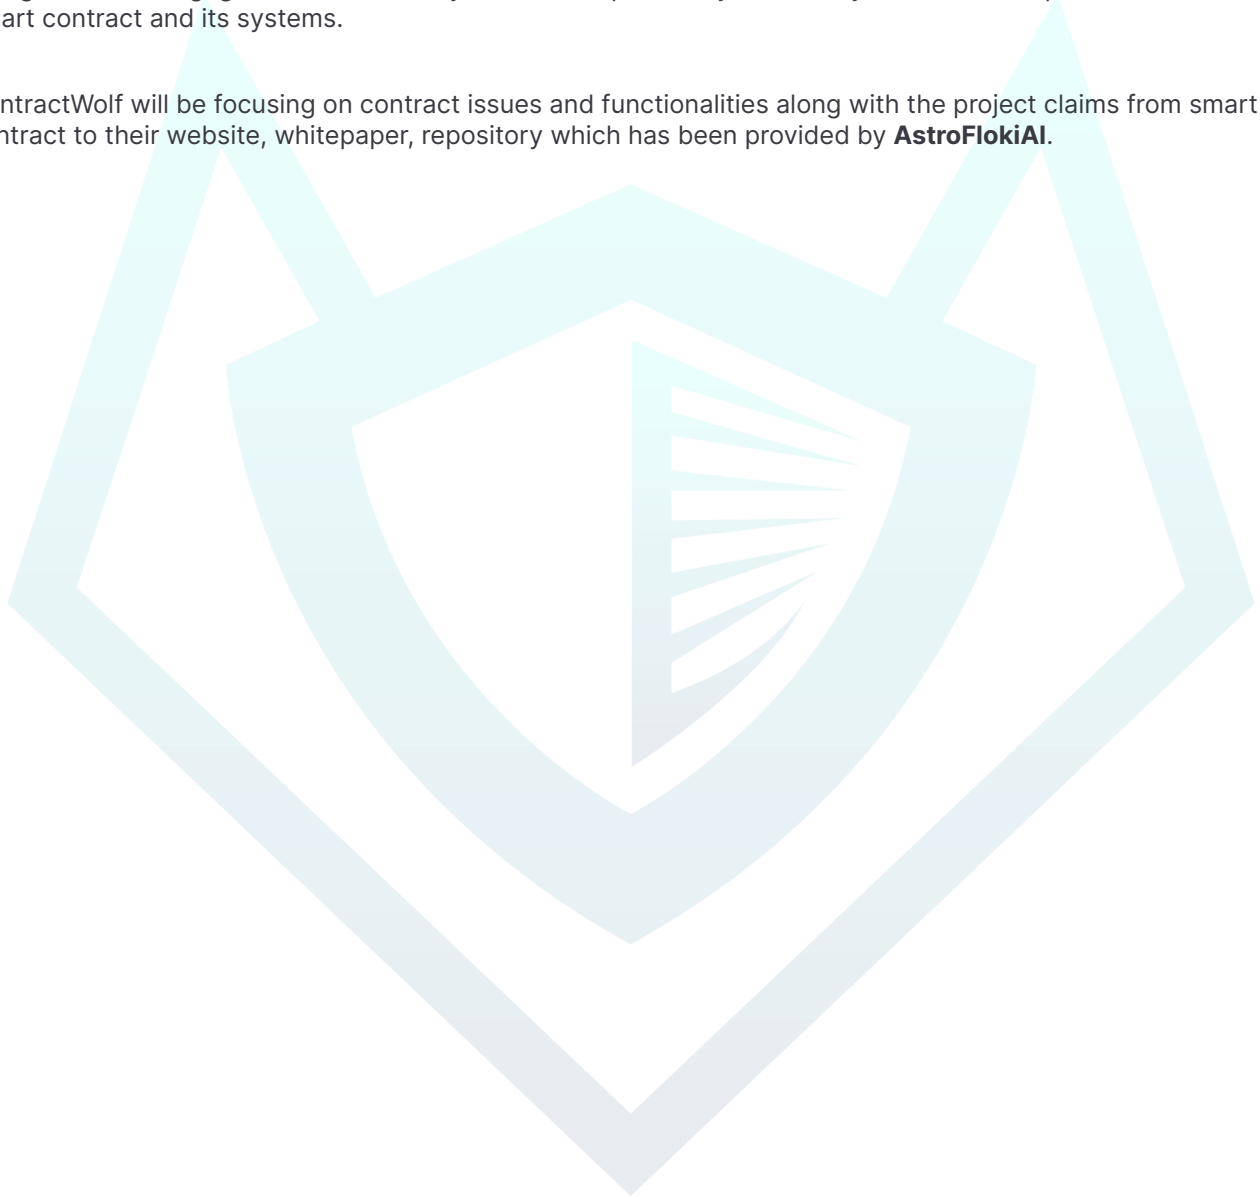 art contract and its systems.
ntractWolf will be focusing on contract issues and functionalities along with the project claims from smart
ntract to their website, whitepaper, repository which has been provided by AstroFlokiAI.